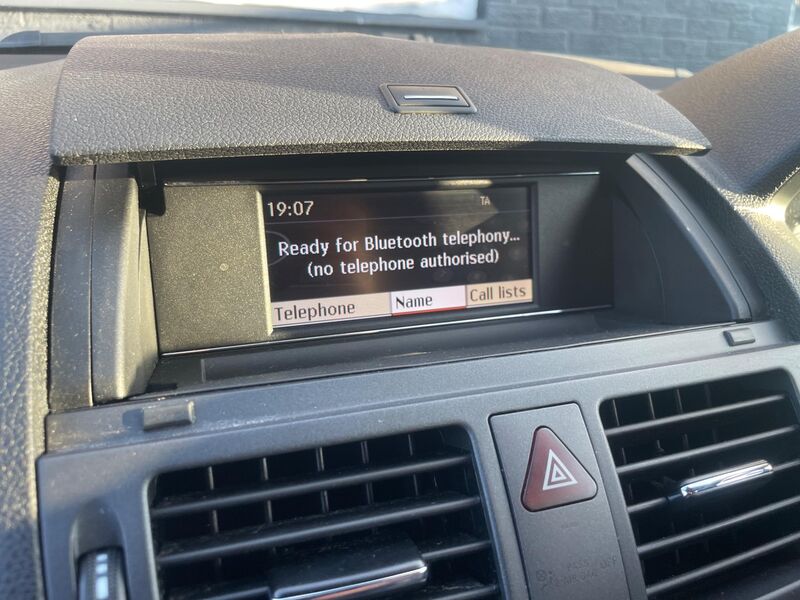 19:07 TA
Ready for Bluetooth telephony...
(no telephone authorised)
Telephone Name Call lists